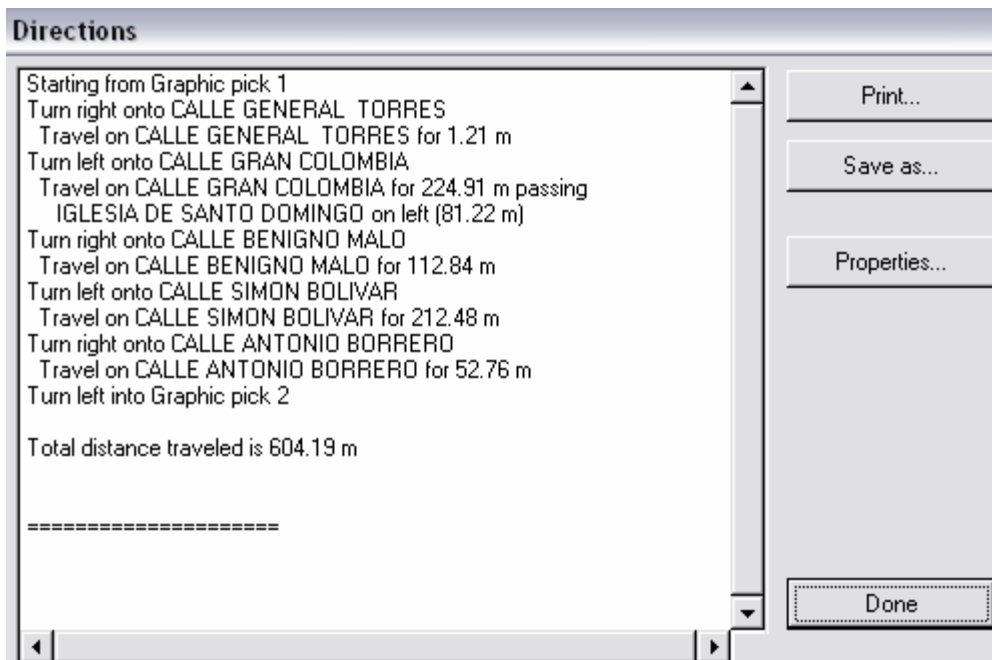 Directions
Starting from Graphic pick 1
Turn right onto CALLE GENERAL  TORRES
Travel on CALLE GENERAL  TORRES for 1.21 m
Turn left onto CALLE GRAN COLOMBIA
Travel on CALLE GRAN COLOMBIA for 224.91 m passing
IGLESIA DE SANTO DOMINGO on left (81.22 m)
Turn right onto CALLE BENIGNO MALO
Travel on CALLE BENIGNO MALO for 112.84 m
Turn left onto CALLE SIMON BOLIVAR
Travel on CALLE SIMON BOLIVAR for 212.48 m
Turn right onto CALLE ANTONIO BORRERO
Travel on CALLE ANTONIO BORRERO for 52.76 m
Turn left into Graphic pick 2
Total distance traveled is 604.19 m
=====================
Print...
Save as...
Properties...
Done